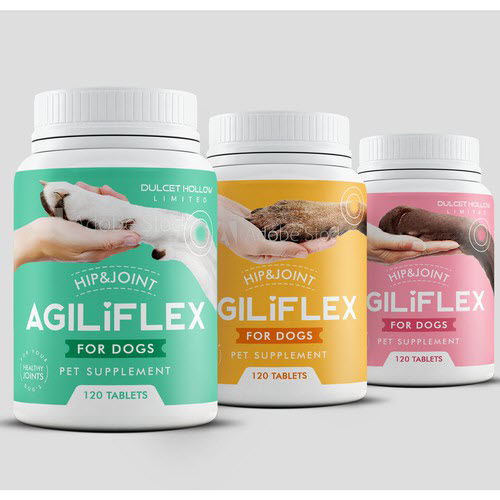 DULCET HOLLOW
LIMITED
HIP&JOINT
AGILiFLEX
FOR DOGS
PET SUPPLEMENT
HEALTHY
JOINTS
120 TABLETS
HIP&JOINT
GILiFLEX
FOR DOGS
PET SUPPLEMENT
120 TABLETS
DULCET HOLLOW
LIMITED
HIP&JOINT
GILiFLEX
FOR DOGS
PET SUPPLEMENT
120 TABLETS